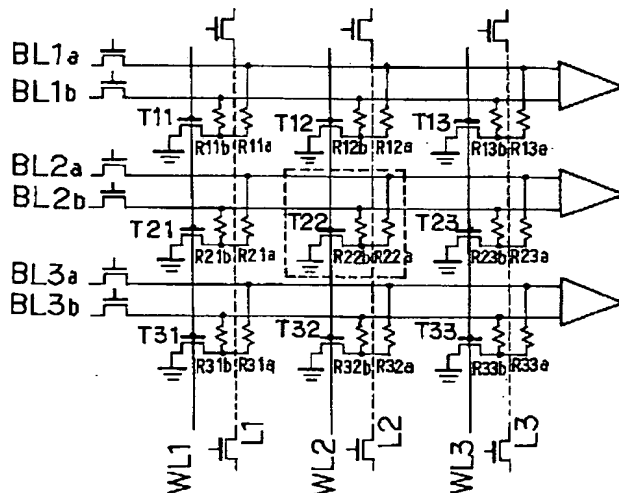 BL1a
BL1b
T11 T12 T13
R11b R11a R12b R12a R13b R13a
BL2a
BL2b
T21 T22 T23
R21b R21a R22b R22a R23b R23a
BL3a
BL3b
T31 T32 T33
R31b R31a R32b R32a R33b R33a
WL1 L1 WL2 L2 WL3 L3